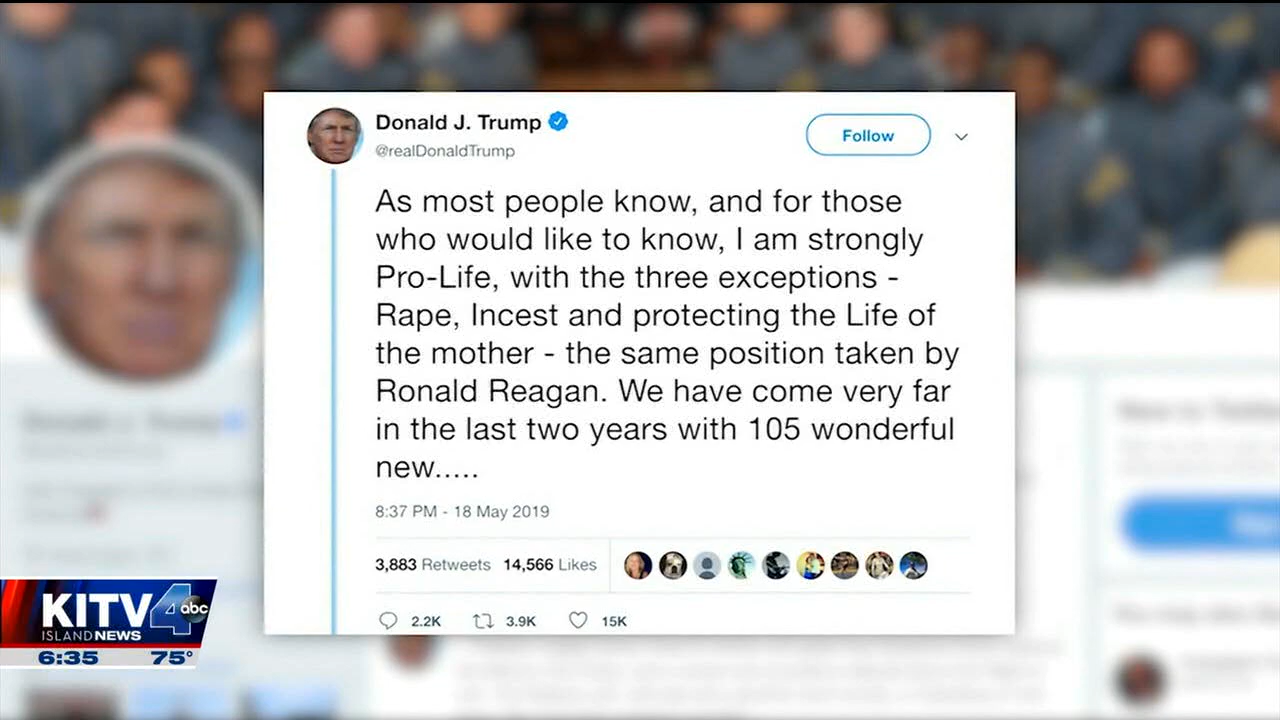 Donald J. Trump
@realDonaldTrump
Follow
As most people know, and for those
who would like to know, I am strongly
Pro-Life, with the three exceptions -
Rape, Incest and protecting the Life of
the mother - the same position taken by
Ronald Reagan. We have come very far
in the last two years with 105 wonderful
new.....
8:37 PM - 18 May 2019
3,883 Retweets 14,566 Likes
2.2K 3.9K 15K
KITV 4 abc
ISLAND NEWS
6:35 75°